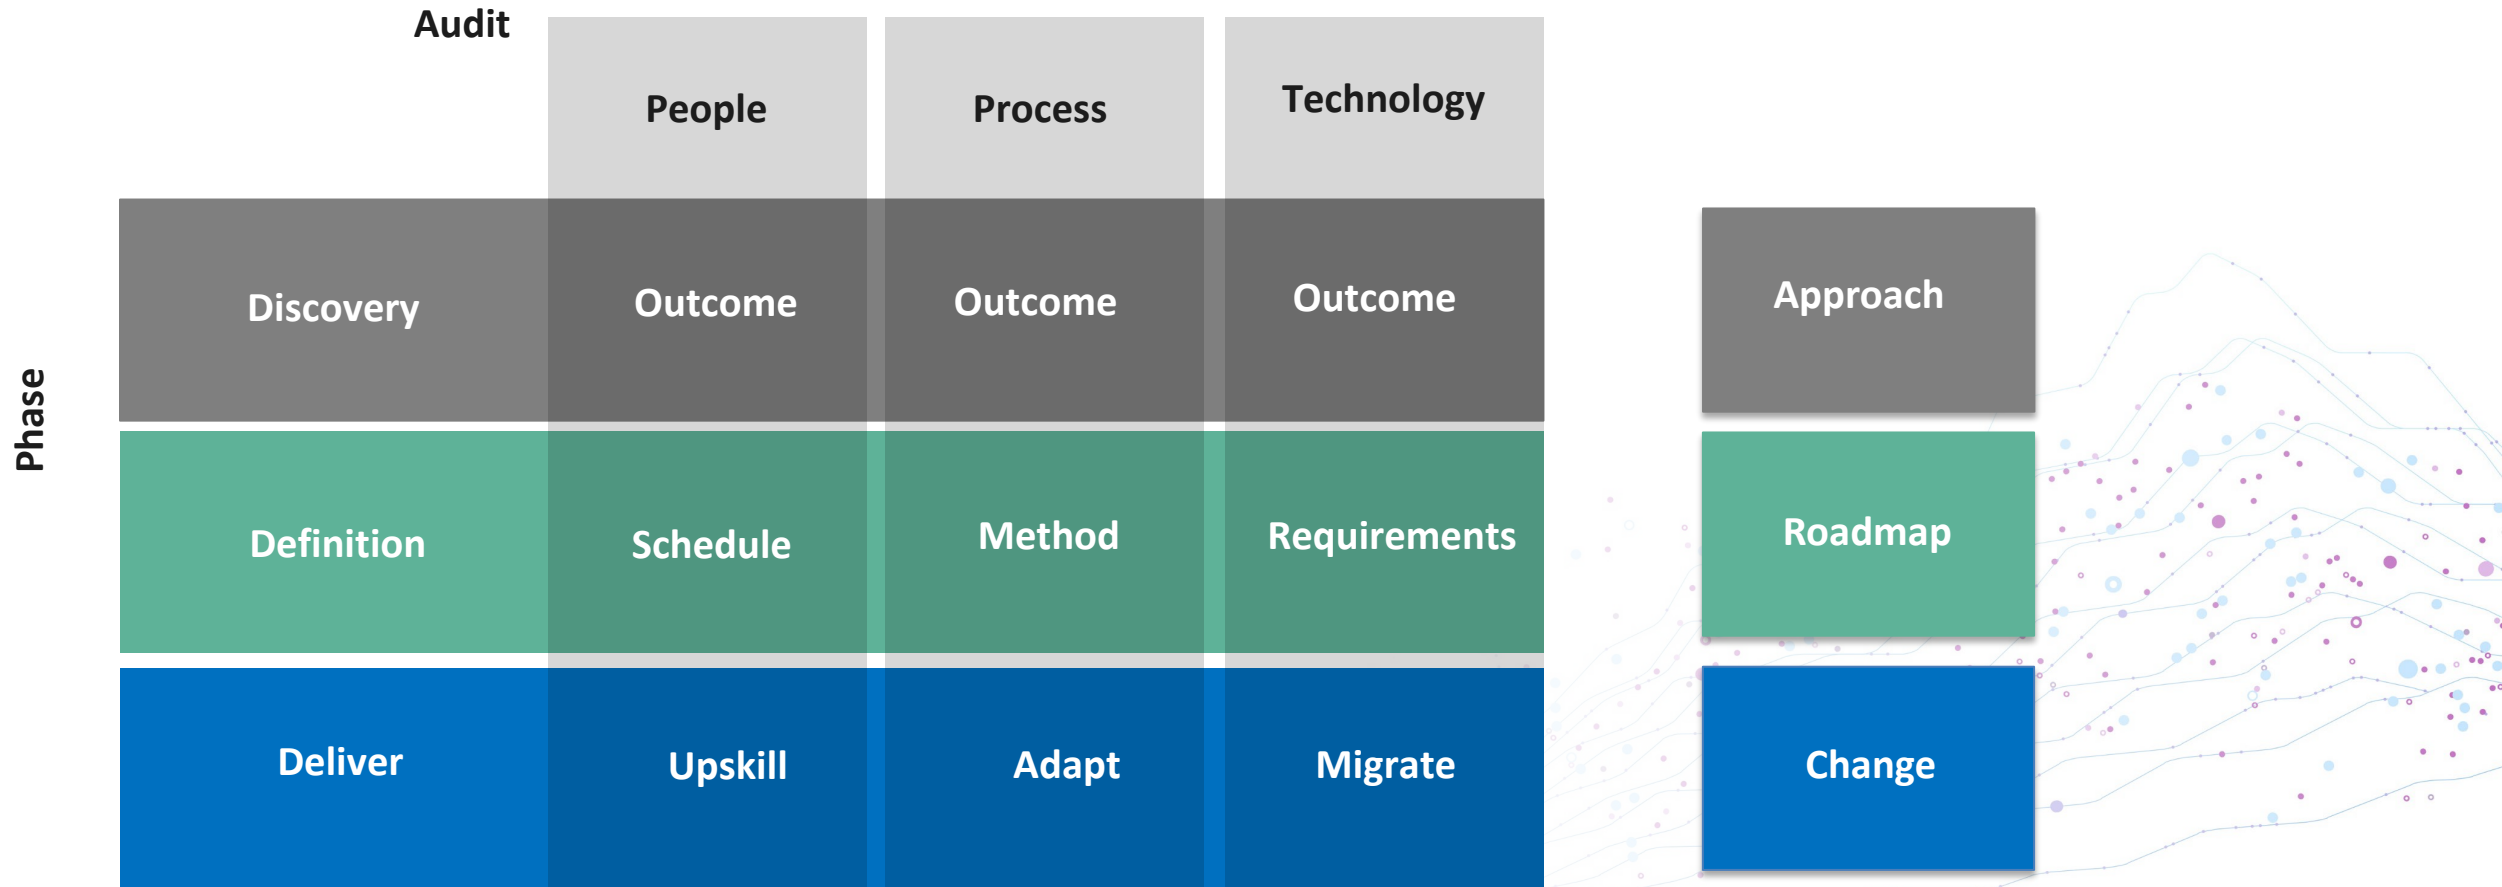 Audit
People
Process
Technology
Phase
Discovery
Outcome
Outcome
Outcome
Approach
Definition
Schedule
Method
Requirements
Roadmap
Deliver
Upskill
Adapt
Migrate
Change